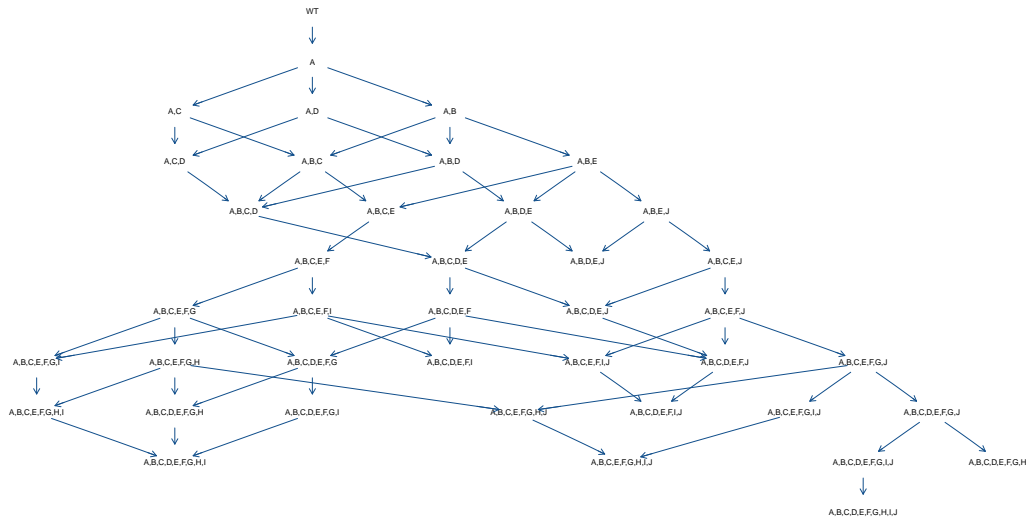 WT
A
A,C
A,D
A,B
A,C,D
A,B,C
A,B,D
A,B,E
A,B,C,D
A,B,C,E
A,B,D,E
A,B,E,J
A,B,C,E,F
A,B,C,D,E
A,B,D,E,J
A,B,C,E,J
A,B,C,E,F,G
A,B,C,E,F,I
A,B,C,D,E,F
A,B,C,D,E,J
A,B,C,E,F,J
A,B,C,E,F,G,I
A,B,C,E,F,G,H
A,B,C,D,E,F,G
A,B,C,D,E,F,I
A,B,C,E,F,I,J
A,B,C,D,E,F,J
A,B,C,E,F,G,J
A,B,C,E,F,G,H,I
A,B,C,D,E,F,G,H
A,B,C,D,E,F,G,I
A,B,C,E,F,G,H,J
A,B,C,D,E,F,I,J
A,B,C,E,F,G,I,J
A,B,C,D,E,F,G,J
A,B,C,D,E,F,G,H,I
A,B,C,E,F,G,H,I,J
A,B,C,D,E,F,G,I,J
A,B,C,D,E,F,G,H
A,B,C,D,E,F,G,H,I,J